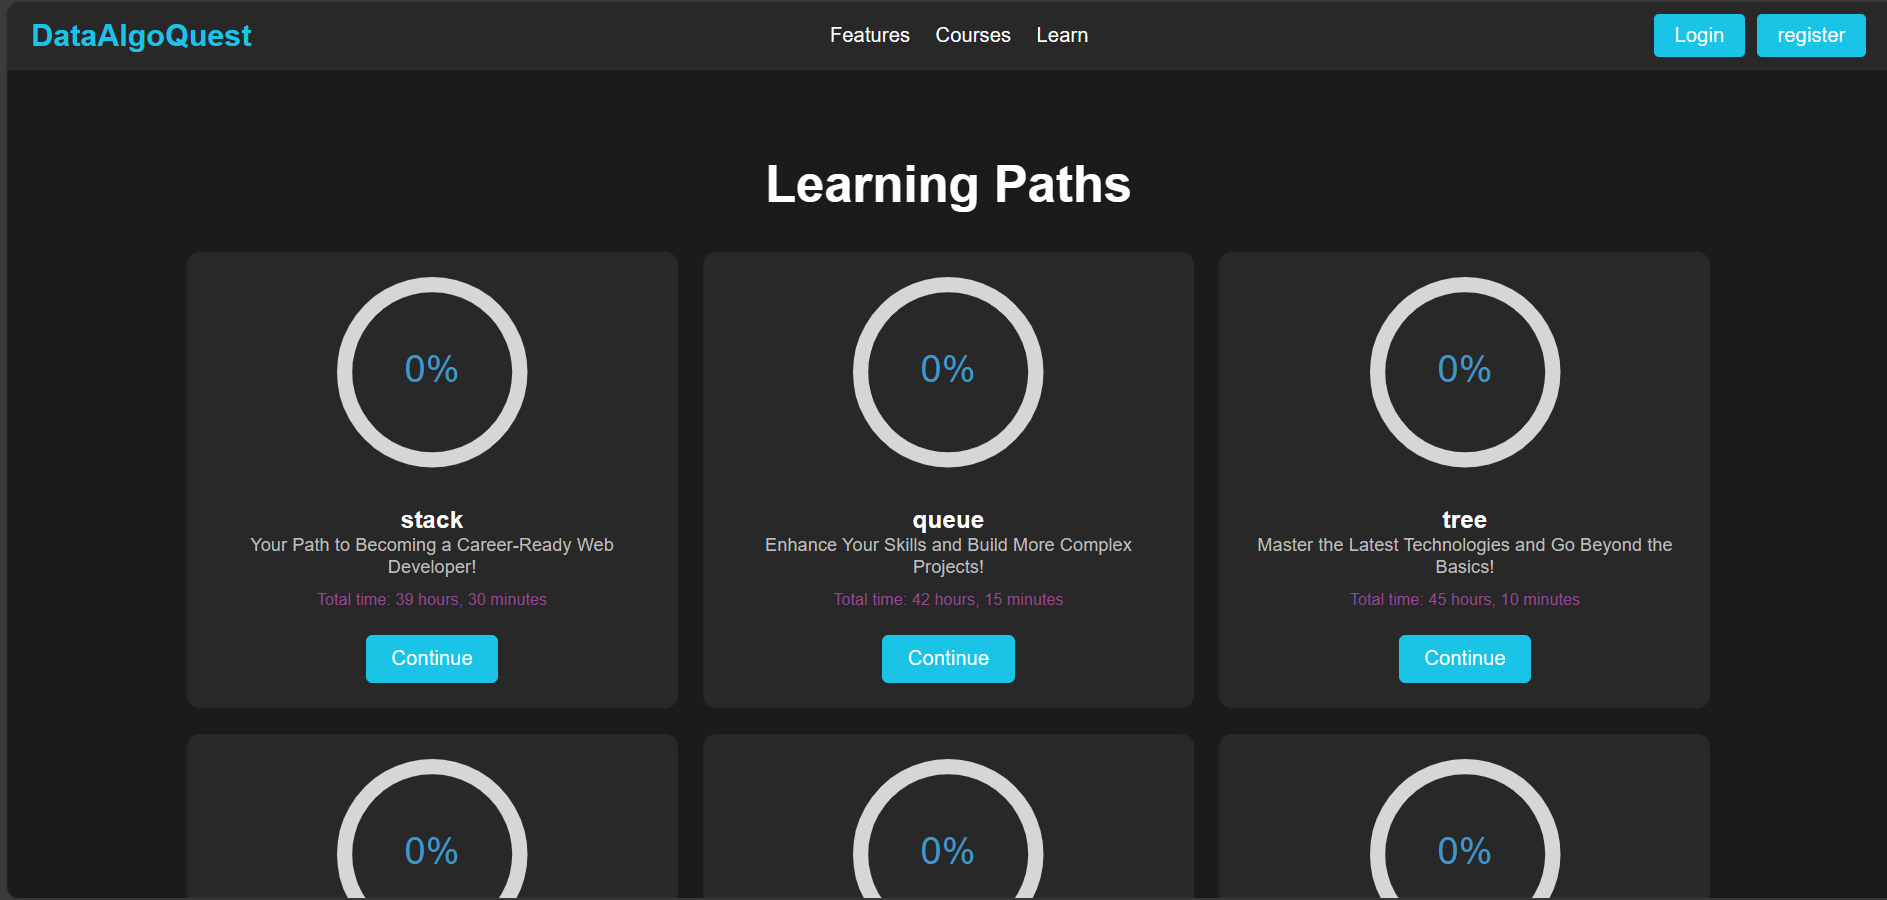 DataAlgoQuest
Features Courses Learn
Login register
Learning Paths
0%
stack
Your Path to Becoming a Career-Ready Web
Developer!
Total time: 39 hours, 30 minutes
Continue
0%
queue
Enhance Your Skills and Build More Complex
Projects!
Total time: 42 hours, 15 minutes
Continue
0%
tree
Master the Latest Technologies and Go Beyond the
Basics!
Total time: 45 hours, 10 minutes
Continue
0%
0%
0%